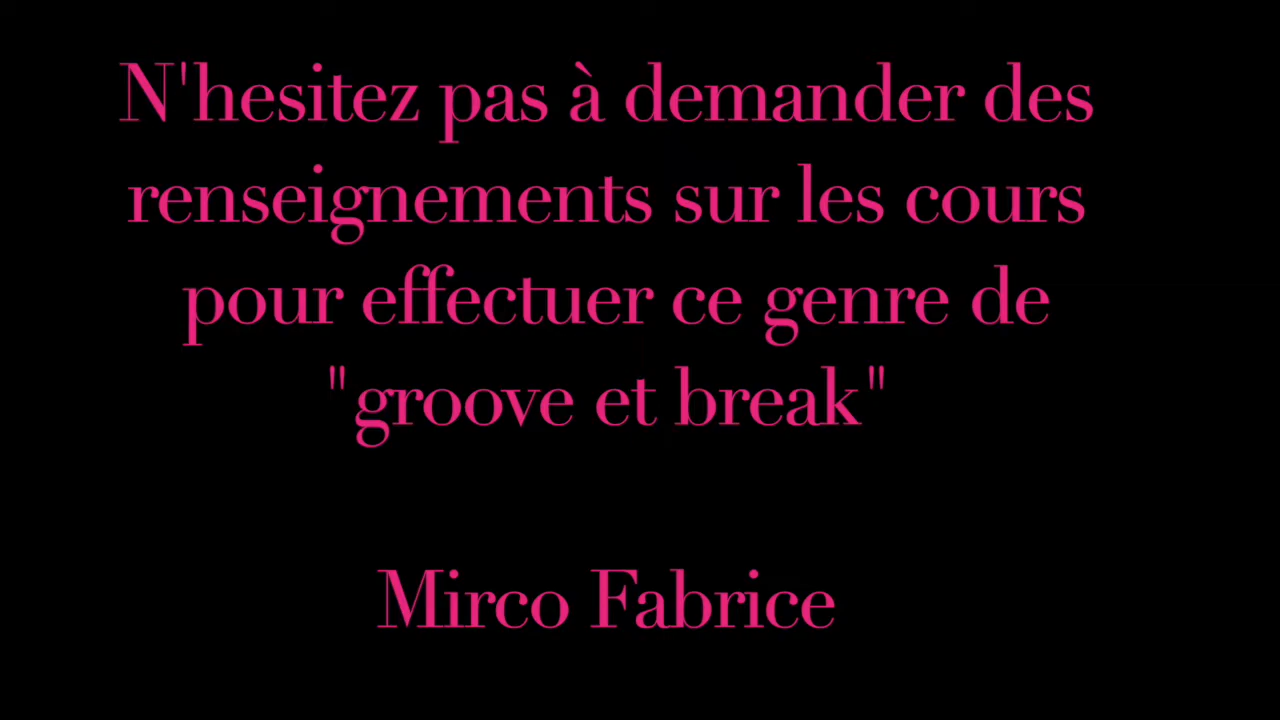 N'hesitez pas à demander des
renseignements sur les cours
pour effectuer ce genre de
"groove et break"
Mirco Fabrice